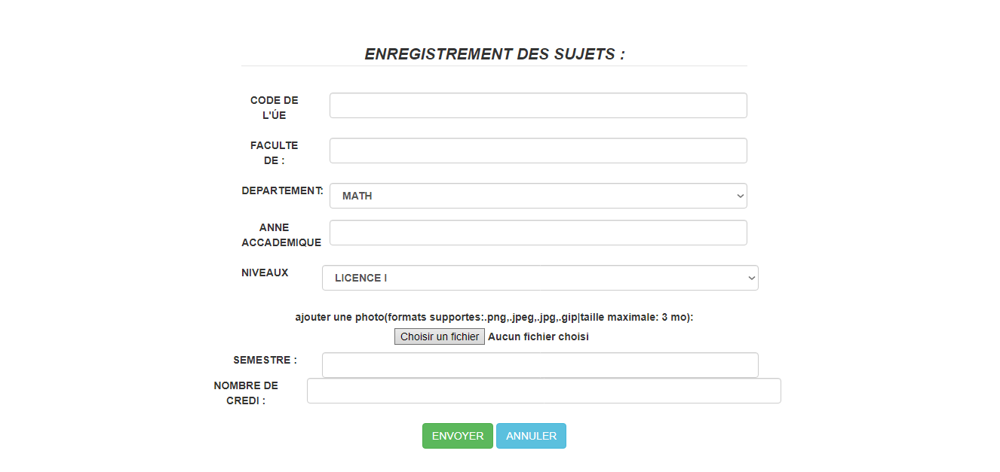 ENREGISTREMENT DES SUJETS :
CODE DE
L'ÚE
FACULTE
DE :
DEPARTEMENT:
MATH
ANNE
ACCADEMIQUE
NIVEAUX
LICENCE I
ajouter une photo(formats supportes:.png,.jpeg,.jpg,.gip|taille maximale: 3 mo):
Choisir un fichier Aucun fichier choisi
SEMESTRE :
NOMBRE DE
CREDI :
ENVOYER ANNULER